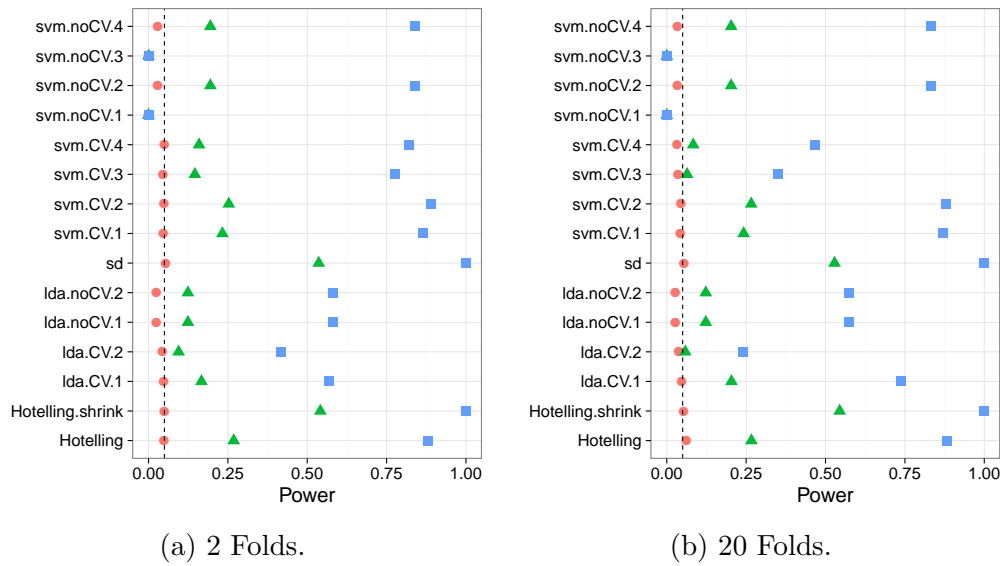 svm.noCV.4
svm.noCV.3
svm.noCV.2
svm.noCV.1
svm.CV.4
svm.CV.3
svm.CV.2
svm.CV.1
sd
lda.noCV.2
lda.noCV.1
lda.CV.2
lda.CV.1
Hotelling.shrink
Hotelling
0.00 0.25 0.50 0.75 1.00
Power
(a) 2 Folds.
svm.noCV.4
svm.noCV.3
svm.noCV.2
svm.noCV.1
svm.CV.4
svm.CV.3
svm.CV.2
svm.CV.1
sd
lda.noCV.2
lda.noCV.1
lda.CV.2
lda.CV.1
Hotelling.shrink
Hotelling
0.00 0.25 0.50 0.75 1.00
Power
(b) 20 Folds.